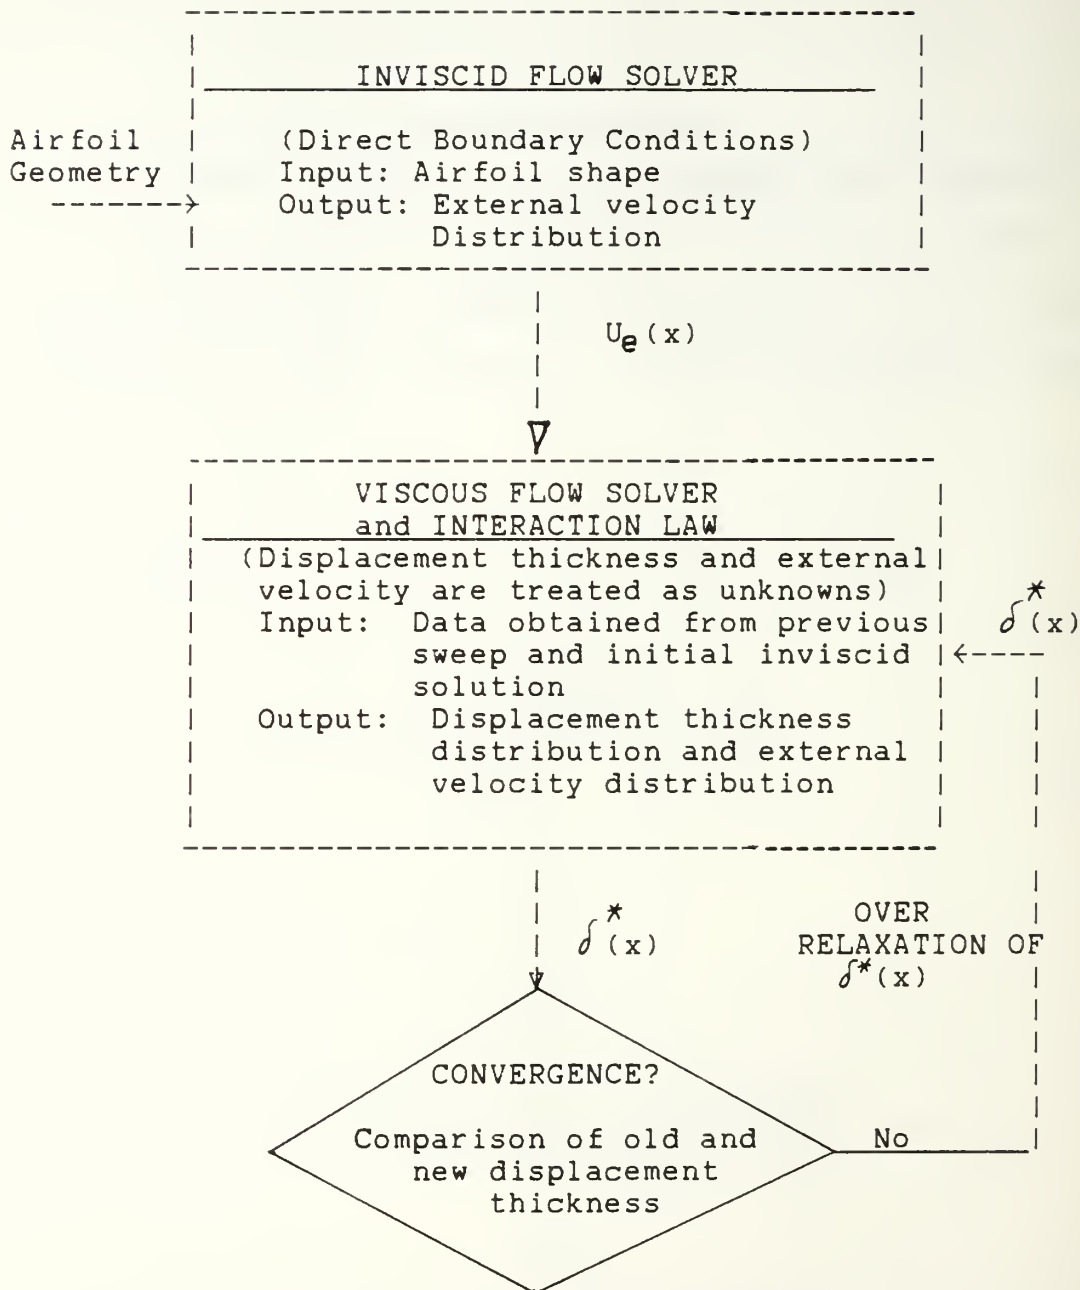 INVISCID FLOW SOLVER
Airfoil
Geometry
(Direct Boundary Conditions)
Input: Airfoil shape
Output: External velocity
Distribution
Ue(x)
VISCOUS FLOW SOLVER
and INTERACTION LAW
(Displacement thickness and external
velocity are treated as unknowns)
Input: Data obtained from previous
sweep and initial inviscid
solution
Output: Displacement thickness
distribution and external
velocity distribution
δ*(x)
δ*(x)
OVER
RELAXATION OF
δ*(x)
CONVERGENCE?
Comparison of old and
new displacement
thickness
No